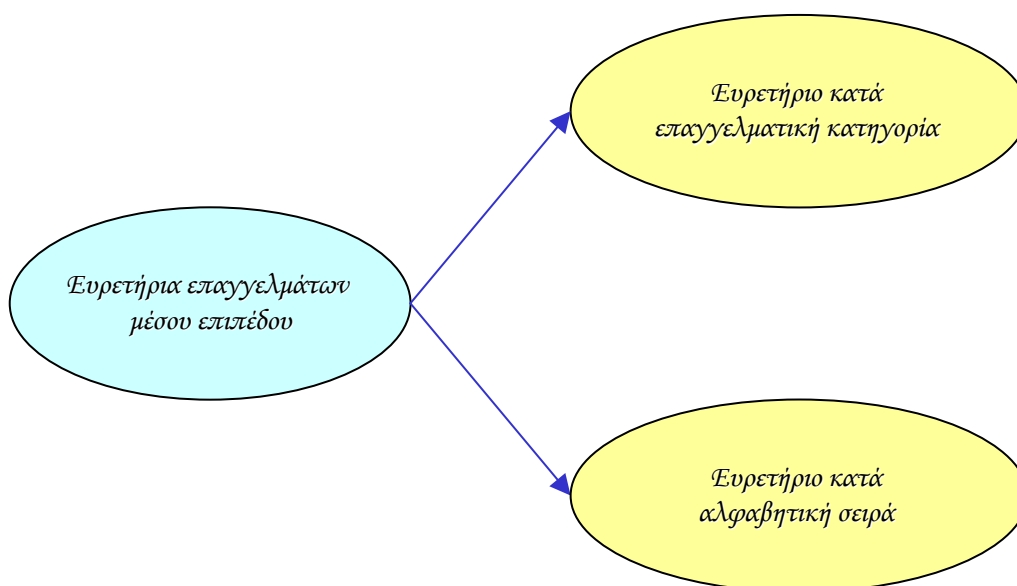 Ευρετήριο κατά
επαγγελματική κατηγορία
Ευρετήρια επαγγελμάτων
μέσου επιπέδου
Ευρετήριο κατά
αλφαβητική σειρά